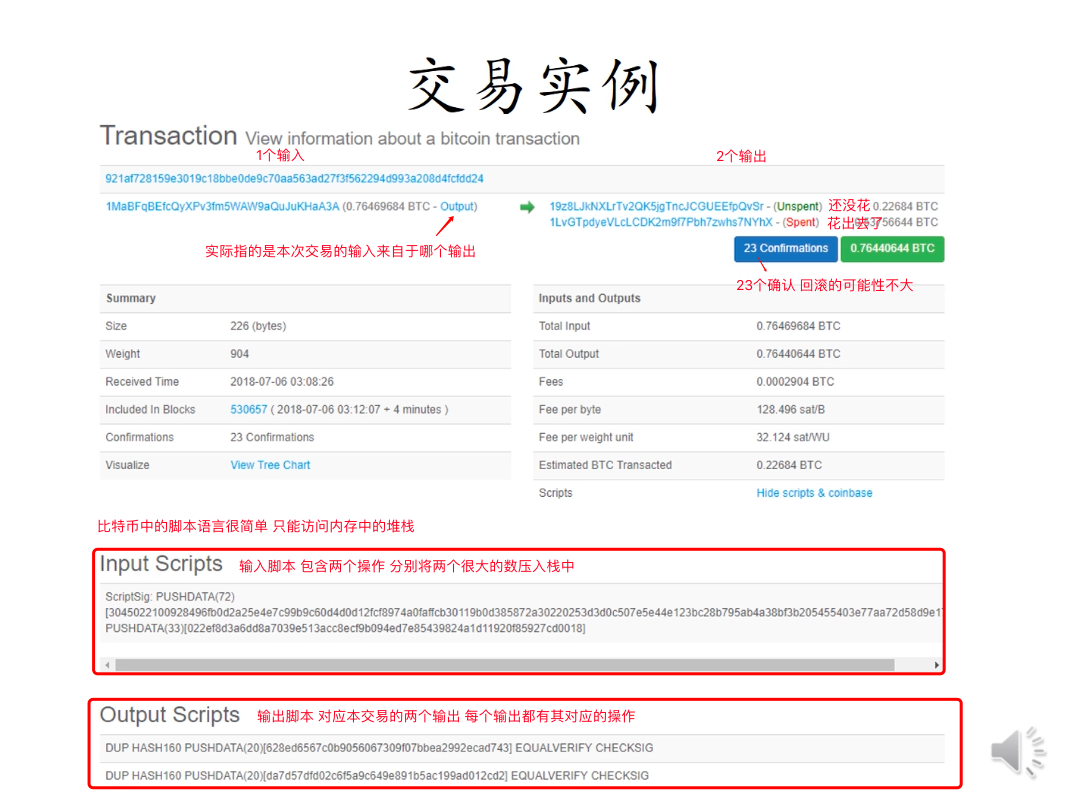 交易实例
Transaction View information about a bitcoin transaction
1个输入
2个输出
921af728159e3019c18bbe0de9c70aa563ad27f3f562294d993a208d4fcfdd24
1MaBFqBEfcQyXPv3fm5WAW9aQuJuKHaA3A (0.76469684 BTC - Output)
19z8LJkNXLrTv2QK5jgTncJCGUEEfpQvSr - (Unspent) 还没花 0.22684 BTC
1LvGTpdyeVLcLCDK2m9f7Pbh7zwhs7NYhX - (Spent) 花出去了 0.53756644 BTC
实际指的是本次交易的输入来自于哪个输出
23 Confirmations 0.76440644 BTC
23个确认 回滚的可能性不大
Summary
Size 226 (bytes)
Weight 904
Received Time 2018-07-06 03:08:26
Included In Blocks 530657 ( 2018-07-06 03:12:07 + 4 minutes )
Confirmations 23 Confirmations
Visualize View Tree Chart
Inputs and Outputs
Total Input 0.76469684 BTC
Total Output 0.76440644 BTC
Fees 0.0002904 BTC
Fee per byte 128.496 sat/B
Fee per weight unit 32.124 sat/WU
Estimated BTC Transacted 0.22684 BTC
Scripts Hide scripts & coinbase
比特币中的脚本语言很简单 只能访问内存中的堆栈
Input Scripts 输入脚本 包含两个操作 分别将两个很大的数压入栈中
ScriptSig: PUSHDATA(72)
[3045022100928496fb0d2a25e4e7c99b9c60d4d0d12fcf8974a0faffcb30119b0d385872a30220253d3d0c507e5e44e123bc28b795ab4a38bf3b205455403e77aa72d58d9e17
PUSHDATA(33)[022ef8d3a6dd8a7039e513acc8ecf9b094ed7e85439824a1d11920f85927cd0018]
Output Scripts 输出脚本 对应本交易的两个输出 每个输出都有其对应的操作
DUP HASH160 PUSHDATA(20)[628ed6567c0b9056067309f07bbea2992ecad743] EQUALVERIFY CHECKSIG
DUP HASH160 PUSHDATA(20)[da7d57dfd02c6f5a9c649e891b5ac199ad012cd2] EQUALVERIFY CHECKSIG